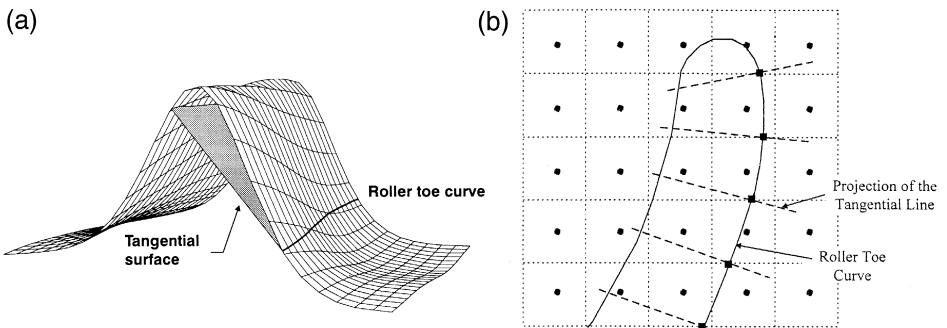 (a)
Roller toe curve
Tangential
surface
(b)
Projection of the
Tangential Line
Roller Toe
Curve